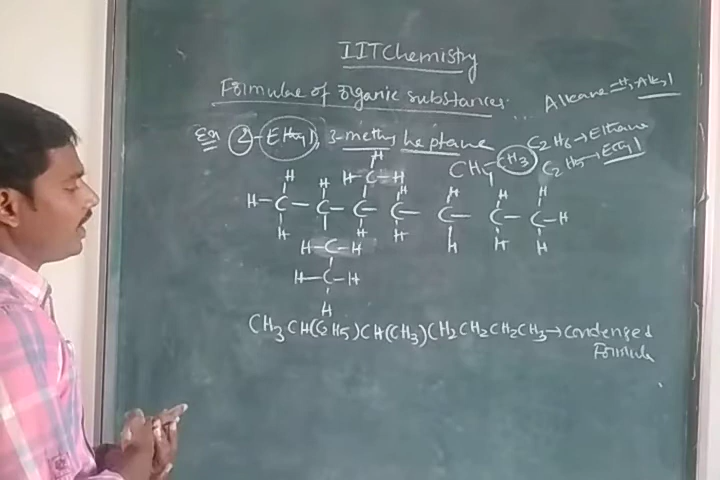 IIT Chemistry
Formulae of organic substances
Alkane -H, Alkyl
Eg 2-Ethyl, 3-methyl heptane
C2H6→Ethane
CH3
C2H5→Ethyl
H
H H-C-H H H H H
H-C-C-C-C-C-C-C-H
H H H H H H
H-C-H
H-C-H
H
CH3CH(C2H5)CH(CH3)CH2CH2CH2CH3→Condensed
Formula